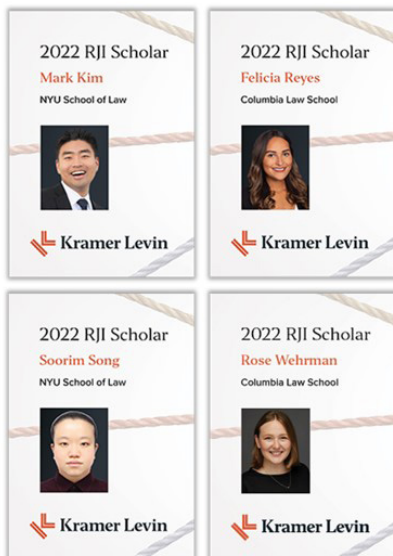 2022 RJI Scholar
Mark Kim
NYU School of Law
Kramer Levin
2022 RJI Scholar
Felicia Reyes
Columbia Law School
Kramer Levin
2022 RJI Scholar
Soorim Song
NYU School of Law
Kramer Levin
2022 RJI Scholar
Rose Wehrman
Columbia Law School
Kramer Levin